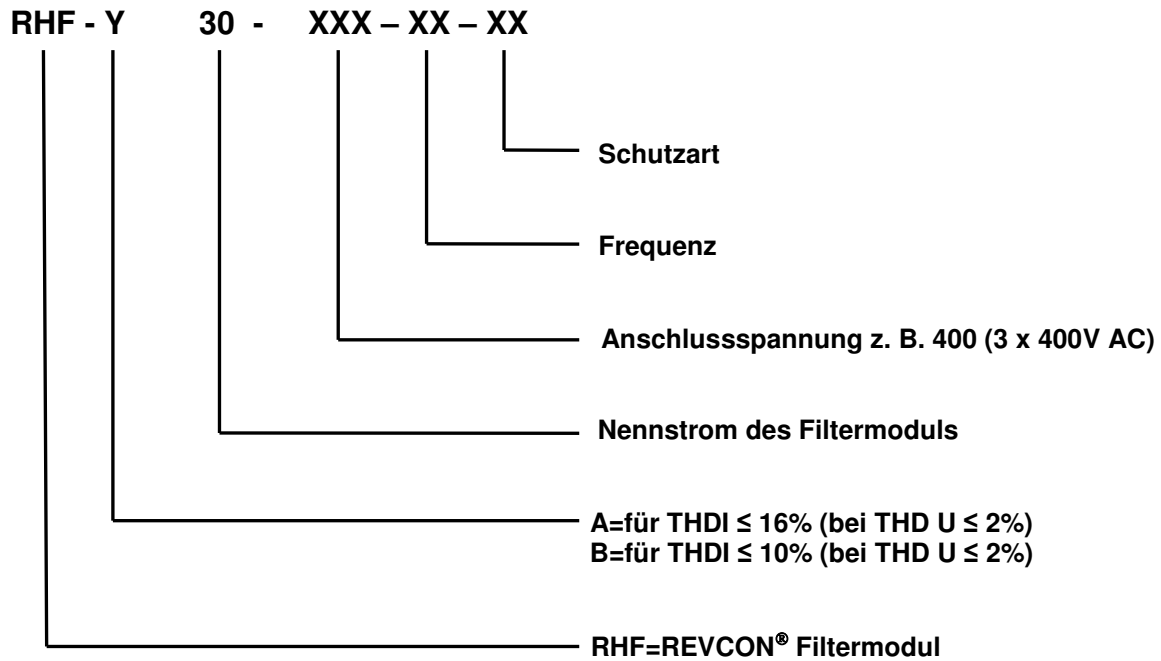 RHF - Y 30 - XXX – XX – XX
Schutzart
Frequenz
Anschlussspannung z. B. 400 (3 x 400V AC)
Nennstrom des Filtermoduls
A=für THDI ≤ 16% (bei THD U ≤ 2%)
B=für THDI ≤ 10% (bei THD U ≤ 2%)
RHF=REVCON® Filtermodul